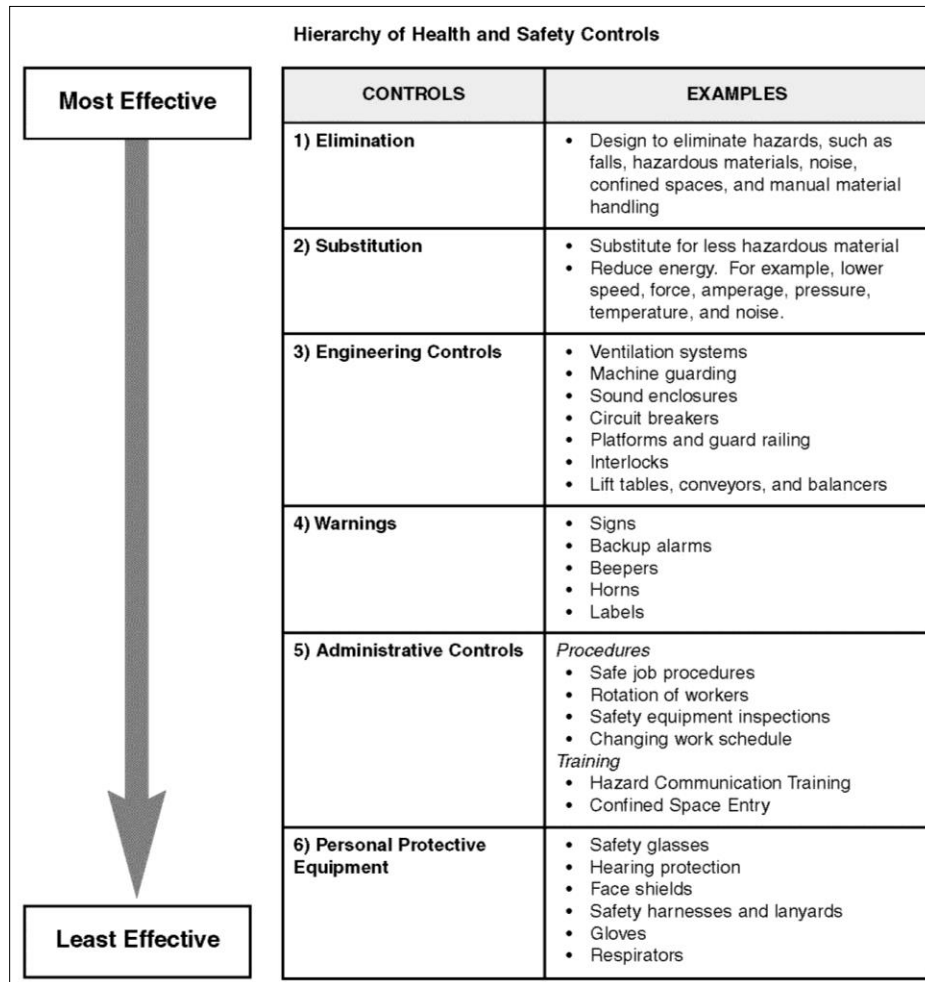 Hierarchy of Health and Safety Controls
Most Effective
CONTROLS
EXAMPLES
1) Elimination
• Design to eliminate hazards, such as
falls, hazardous materials, noise,
confined spaces, and manual material
handling
2) Substitution
• Substitute for less hazardous material
• Reduce energy. For example, lower
speed, force, amperage, pressure,
temperature, and noise.
3) Engineering Controls
• Ventilation systems
• Machine guarding
• Sound enclosures
• Circuit breakers
• Platforms and guard railing
• Interlocks
• Lift tables, conveyors, and balancers
4) Warnings
• Signs
• Backup alarms
• Beepers
• Horns
• Labels
5) Administrative Controls
Procedures
• Safe job procedures
• Rotation of workers
• Safety equipment inspections
• Changing work schedule
Training
• Hazard Communication Training
• Confined Space Entry
6) Personal Protective
Equipment
• Safety glasses
• Hearing protection
• Face shields
• Safety harnesses and lanyards
• Gloves
• Respirators
Least Effective